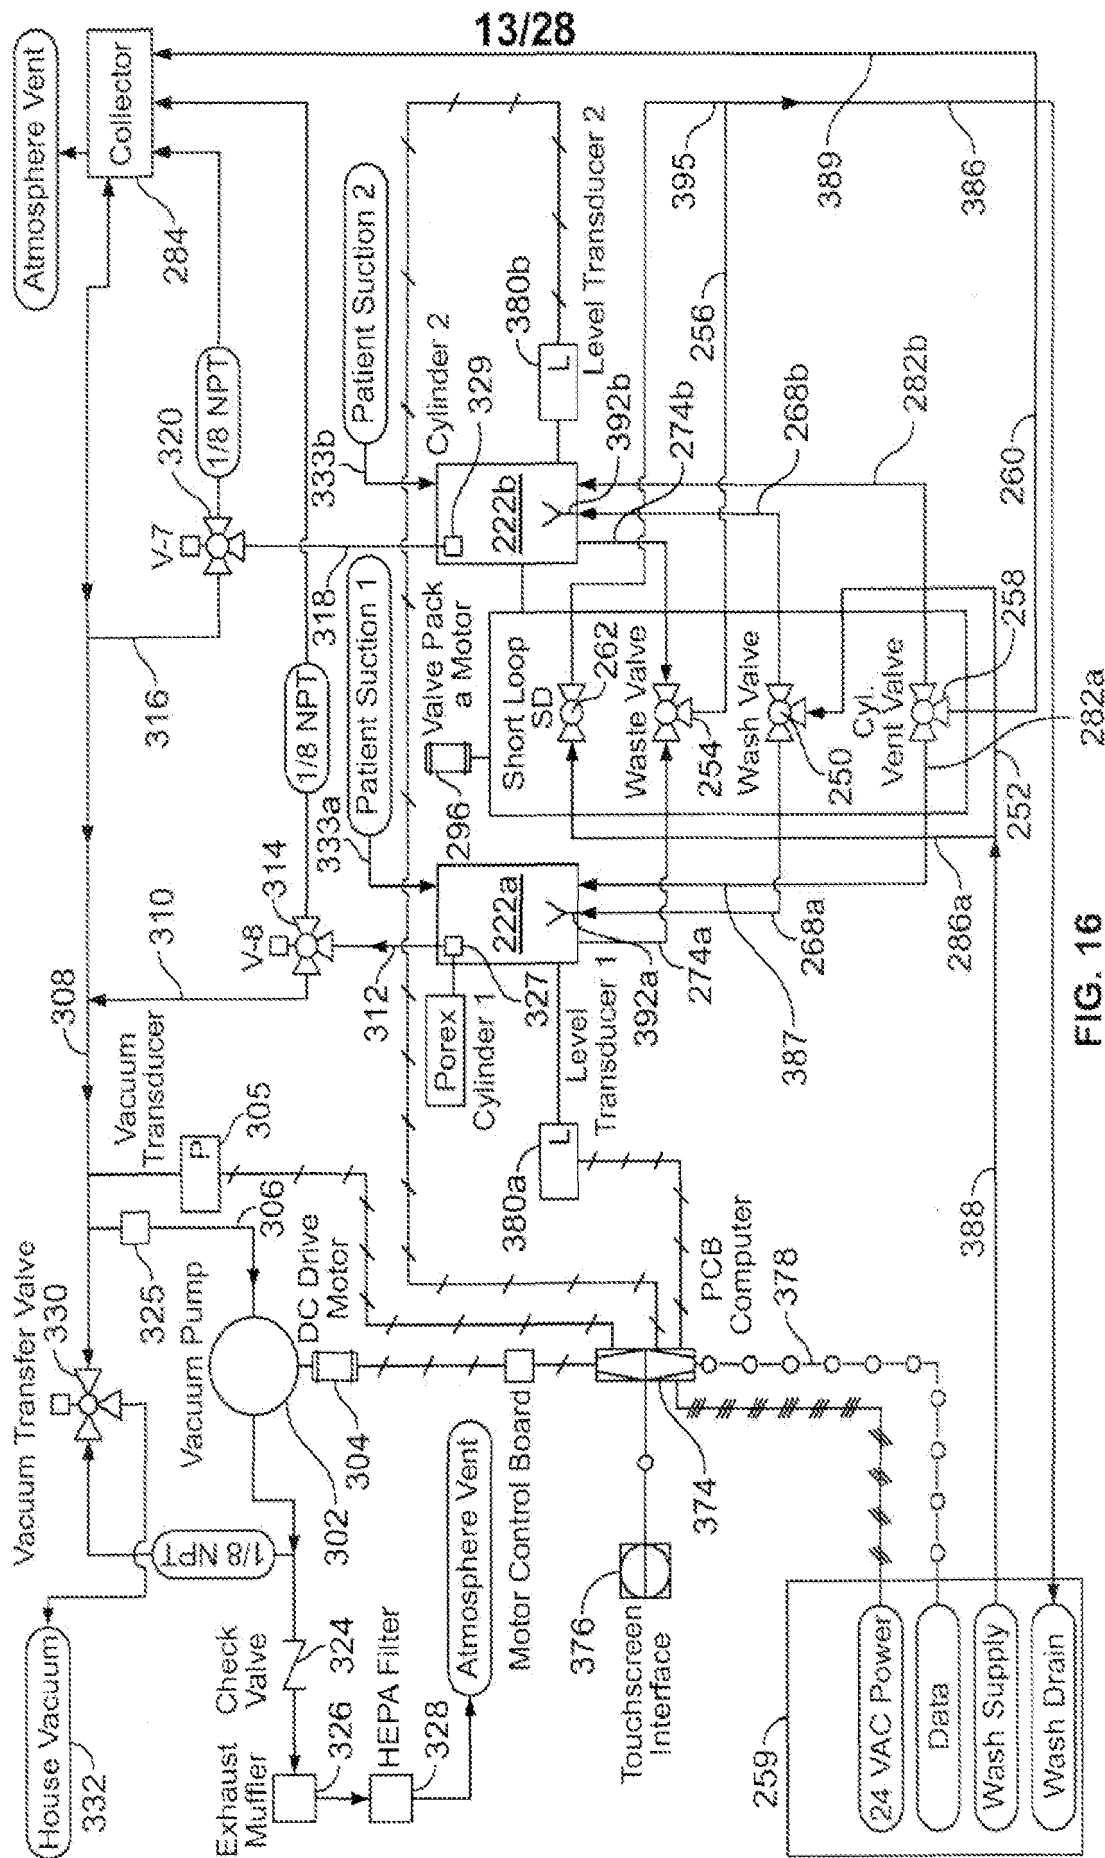 13/28
House Vacuum
332
Vacuum Transfer Valve
330
325
306
Vacuum
Transducer
P
305
308
310
316
V-7
320
1/8 NPT
284
Collector
Atmosphere Vent
1/8 NPT
Vacuum Pump
302
DC Drive
Motor
304
V-8
314
1/8 NPT
318
312
333a
Patient Suction 1
333b
Patient Suction 2
Exhaust
Muffler
Check
Valve
324
326
HEPA Filter
328
Atmosphere Vent
Motor Control Board
Porex
Cylinder 1
327
222a
296
Valve Pack
a Motor
Cylinder 2
329
222b
L
380b
Level Transducer 2
L
380a
Level
Transducer 1
392a
274a
Short Loop
SD
262
392b
274b
256
395
Touchscreen
Interface
376
374
PCB
Computer
378
387
268a
Waste Valve
254
Wash Valve
250
268b
Cyl.
Vent Valve
258
282b
389
386
259
24 VAC Power
Data
Wash Supply
Wash Drain
388
286a
252
282a
260
FIG. 16